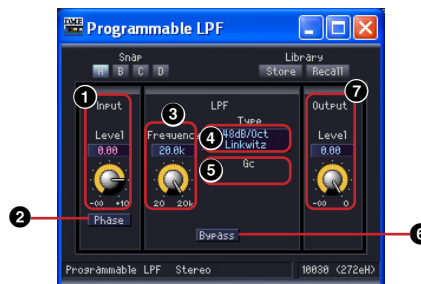 DME Programmable LPF
Snap Library
A B C D Store Recall
1 3 7
Input LPF Output
Type
Level Frequenc 4 48dB/Oct Level
0.00 20.0k Linkwitz 0.00
5 Gc
-∞ +10 20 20k -∞ 0
2 Phase
Bypass 6
Programmable LPF Stereo 10030 (272eH)